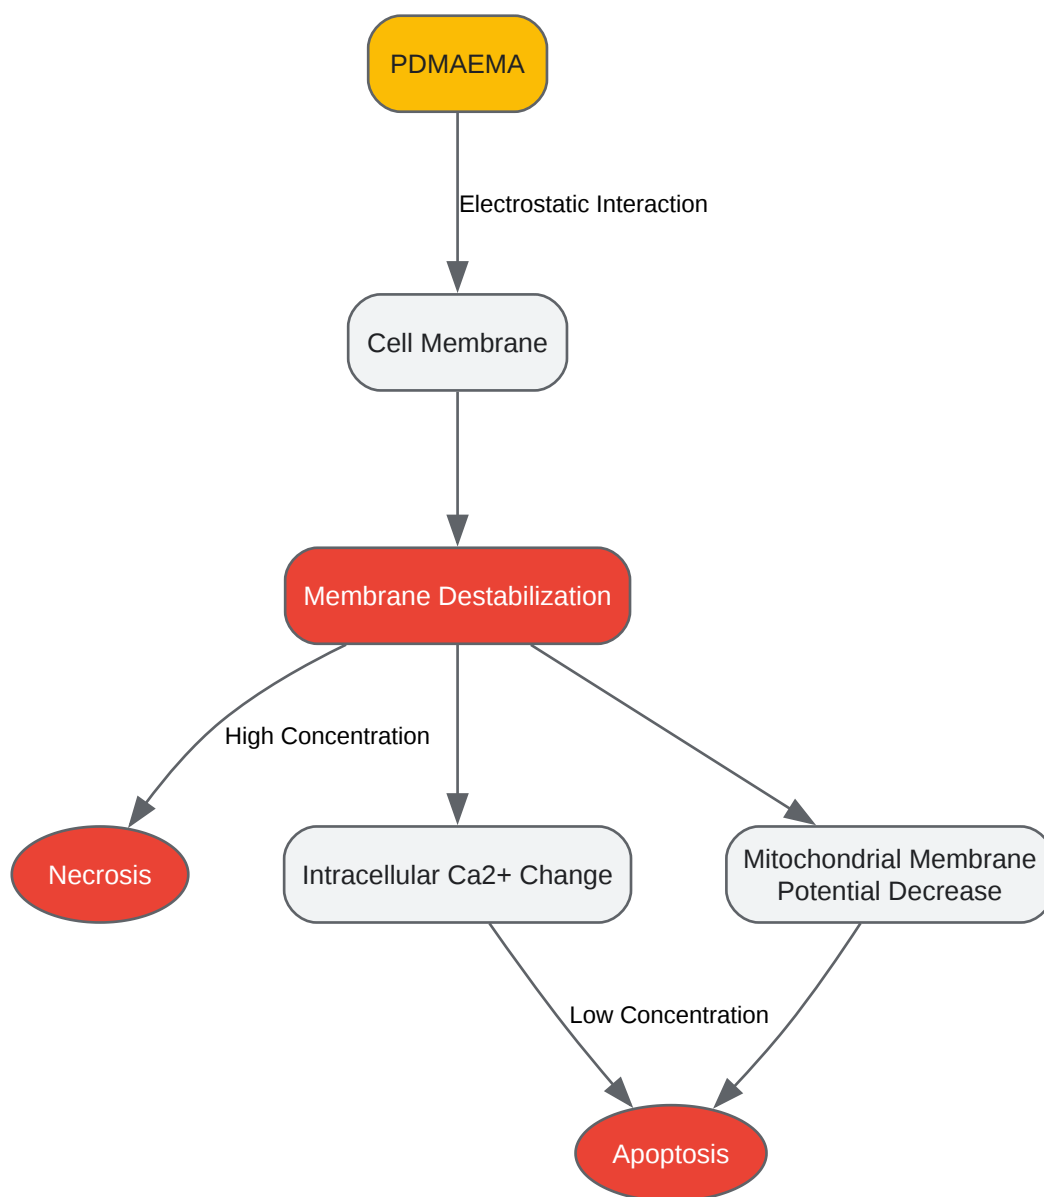 PDMAEMA
Electrostatic Interaction
Cell Membrane
Membrane Destabilization
High Concentration
Necrosis
Intracellular Ca2+ Change
Mitochondrial Membrane
Potential Decrease
Low Concentration
Apoptosis